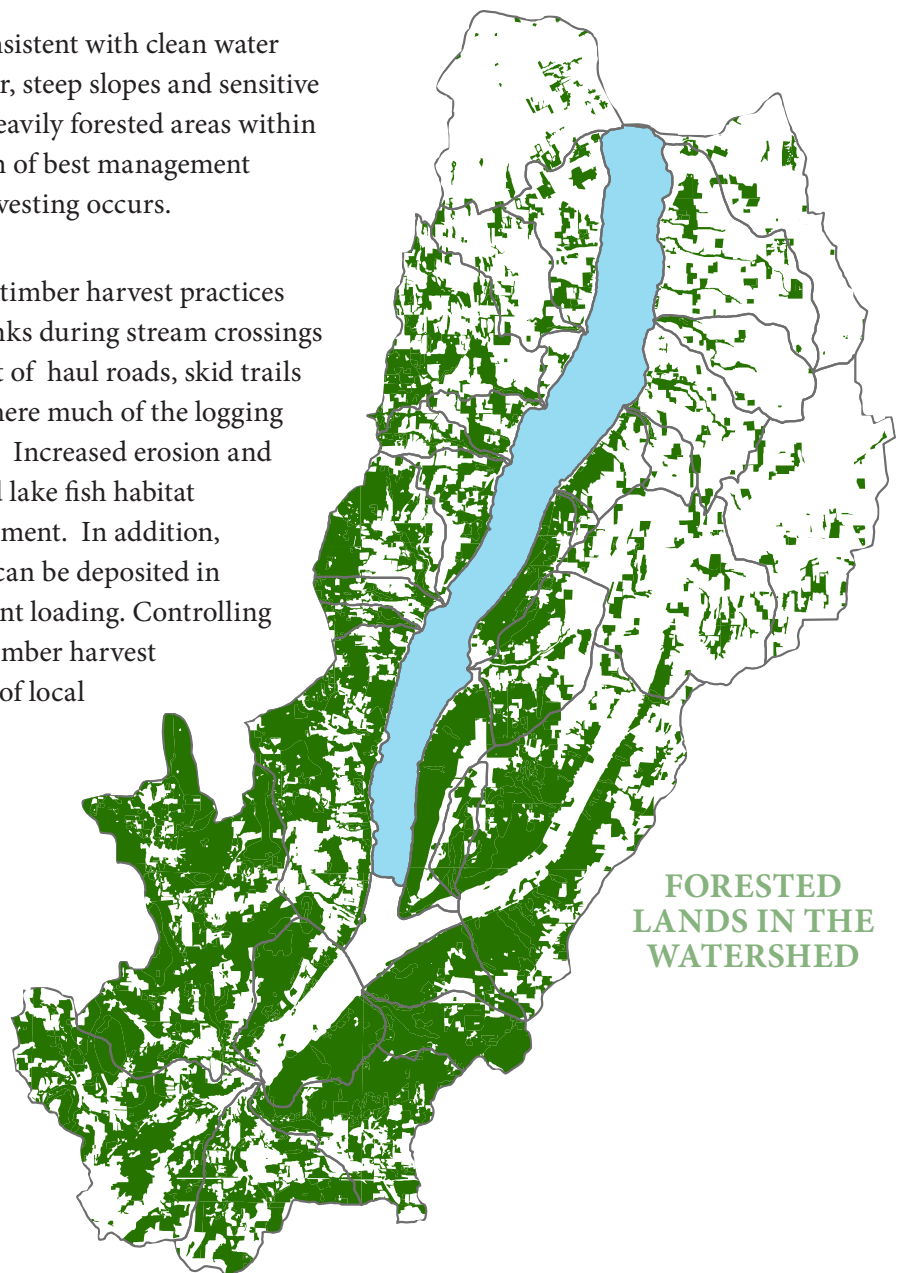 nsistent with clean water
r, steep slopes and sensitive
eavily forested areas within
n of best management
vesting occurs.
timber harvest practices
nks during stream crossings
t of haul roads, skid trails
here much of the logging
Increased erosion and
lake fish habitat
ment. In addition,
can be deposited in
nt loading. Controlling
mber harvest
of local
FORESTED
LANDS IN THE
WATERSHED